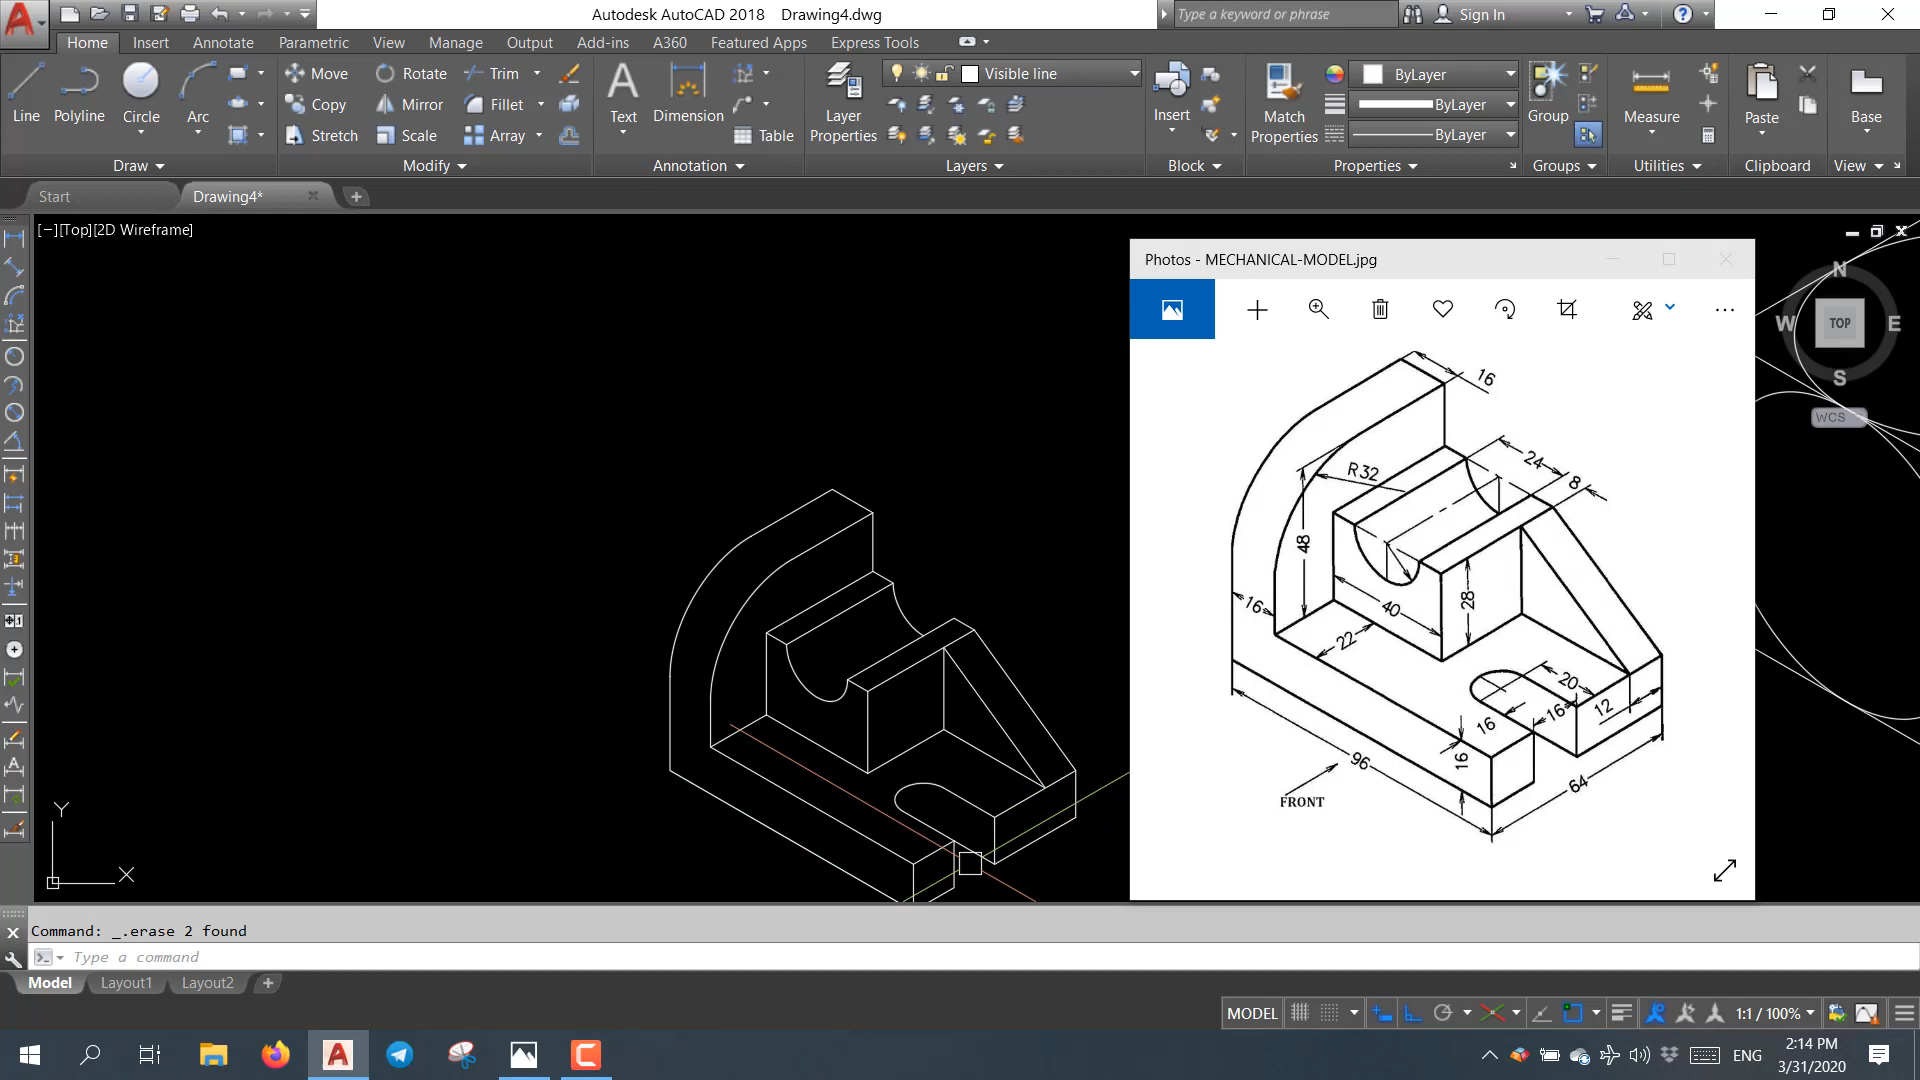 Autodesk AutoCAD 2018 Drawing4.dwg
Type a keyword or phrase
Sign In
Home Insert Annotate Parametric View Manage Output Add-ins A360 Featured Apps Express Tools
Line
Polyline
Circle
Arc
Draw
Move
Copy
Stretch
Rotate
Mirror
Scale
Trim
Fillet
Array
Modify
Text
Dimension
Table
Annotation
Layer
Properties
Visible line
Layers
Insert
Block
Match
Properties
ByLayer
ByLayer
ByLayer
Properties
Group
Groups
Measure
Utilities
Paste
Clipboard
Base
View
Start
Drawing4*
[−][Top][2D Wireframe]
Photos - MECHANICAL-MODEL.jpg
16
24
8
R32
48
16
40
28
22
20
16
16
12
16
96
64
FRONT
N
W
TOP
E
S
WCS
Y
X
Command: _.erase 2 found
Type a command
Model Layout1 Layout2
MODEL
1:1 / 100%
ENG
2:14 PM
3/31/2020